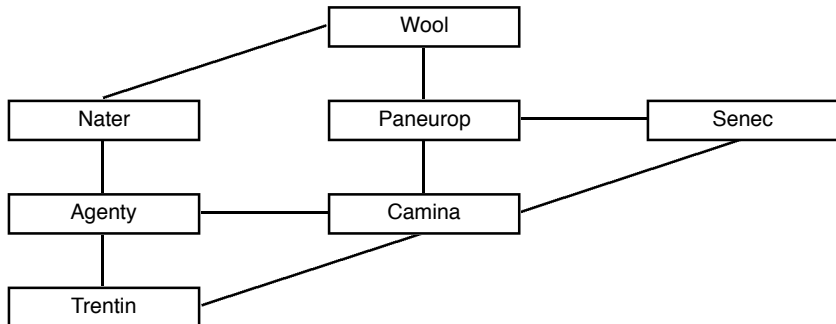 Wool
Nater
Paneurop
Senec
Agenty
Camina
Trentin